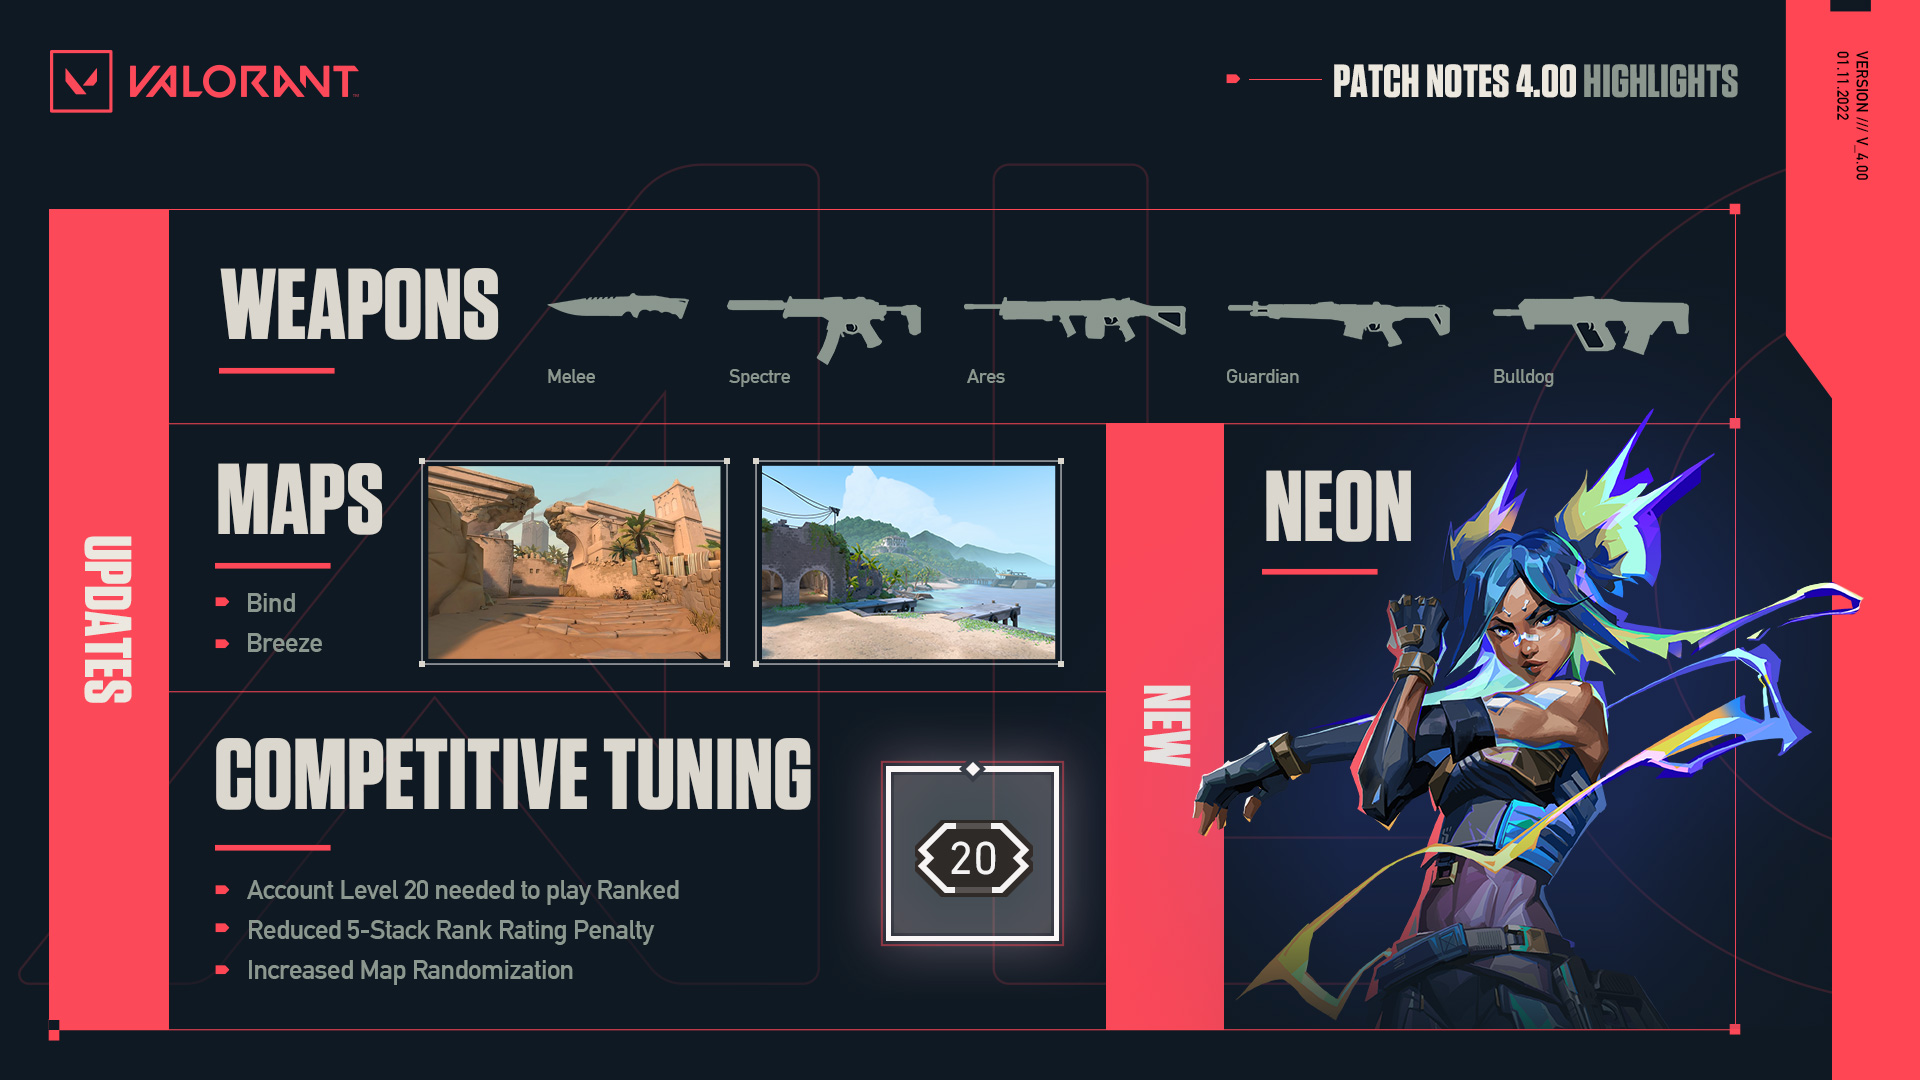 VALORANT
PATCH NOTES 4.00 HIGHLIGHTS
VERSION /// V_4.00
01.11.2022
UPDATES
WEAPONS
Melee
Spectre
Ares
Guardian
Bulldog
MAPS
Bind
Breeze
COMPETITIVE TUNING
Account Level 20 needed to play Ranked
Reduced 5-Stack Rank Rating Penalty
Increased Map Randomization
20
NEW
NEON